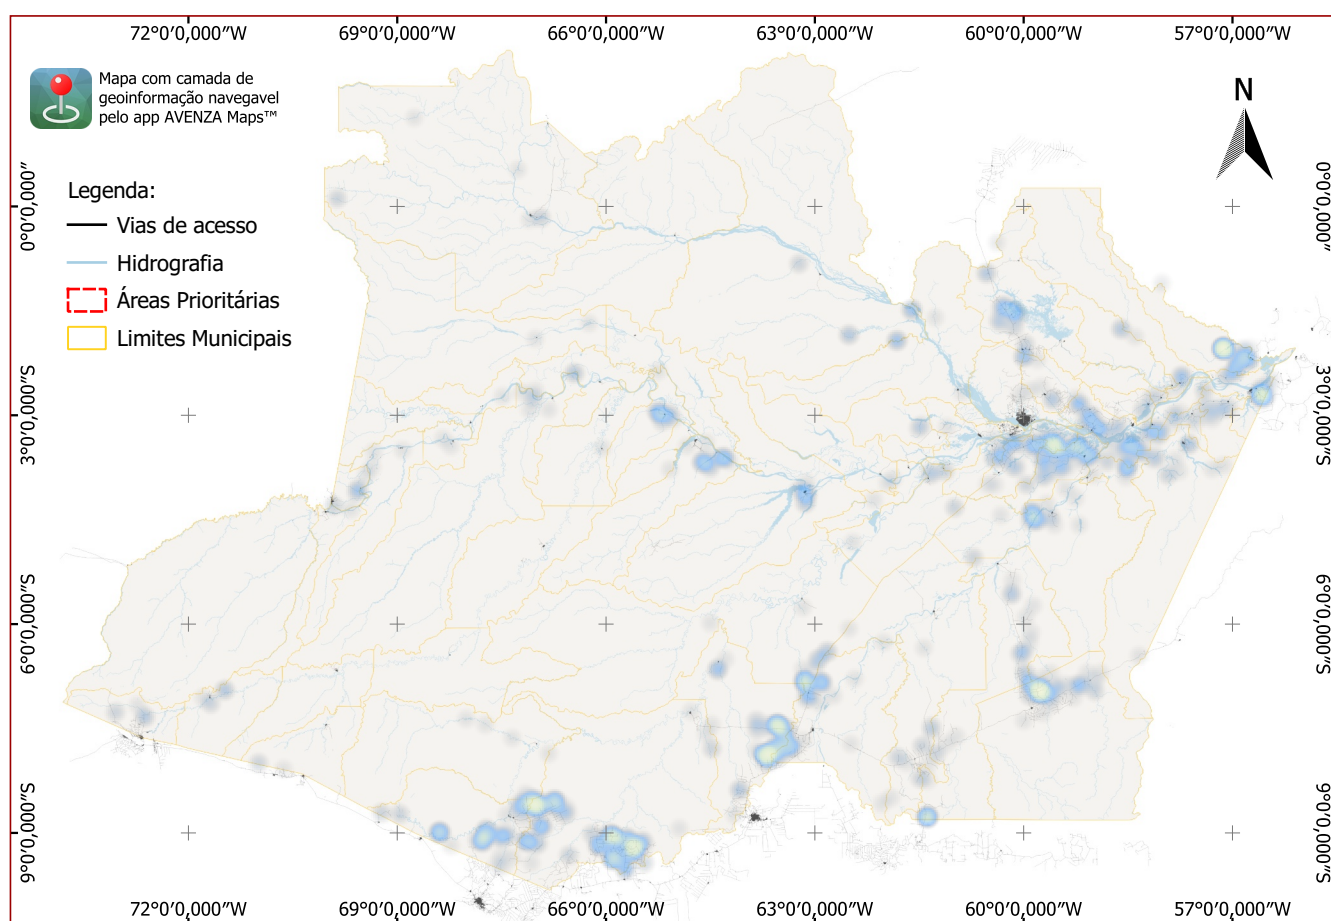 72°0'0,000"W 69°0'0,000"W 66°0'0,000"W 63°0'0,000"W 60°0'0,000"W 57°0'0,000"W
Mapa com camada de
geoinformação navegavel
pelo app AVENZA Maps™
N
Legenda:
Vias de acesso
Hidrografia
Áreas Prioritárias
Limites Municipais
0°0'0,000"
3°0'0,000"S
6°0'0,000"S
9°0'0,000"S
0°0'0,000"
3°0'0,000"S
6°0'0,000"S
9°0'0,000"S
72°0'0,000"W 69°0'0,000"W 66°0'0,000"W 63°0'0,000"W 60°0'0,000"W 57°0'0,000"W